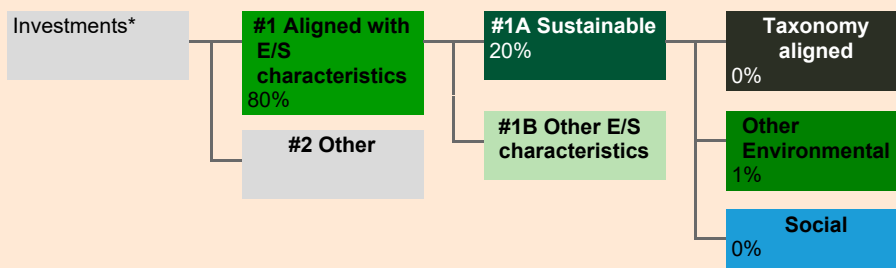 Investments*
#1 Aligned with
E/S
characteristics
80%
#2 Other
#1A Sustainable
20%
#1B Other E/S
characteristics
Taxonomy
aligned
0%
Other
Environmental
1%
Social
0%